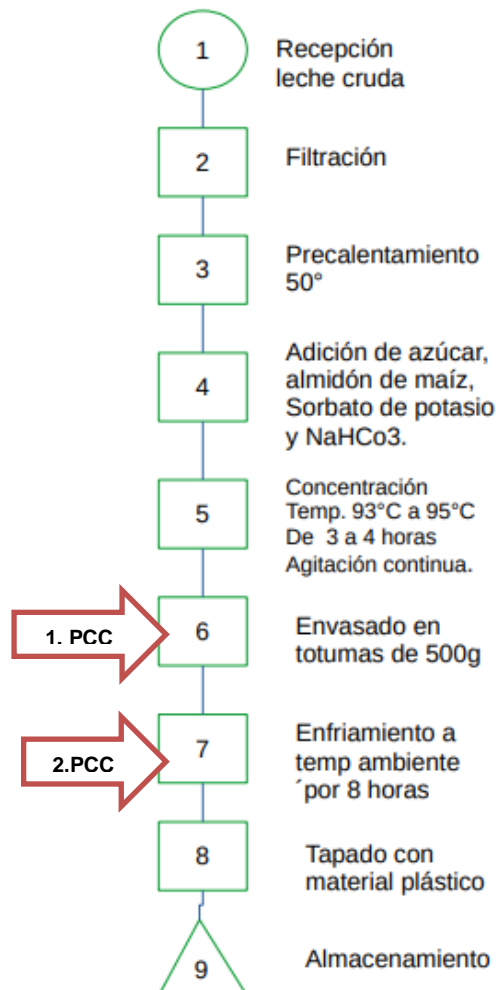 1
Recepción
leche cruda
2
Filtración
3
Precalentamiento
50°
4
Adición de azúcar,
almidón de maíz,
Sorbato de potasio
y NaHCo3.
5
Concentración
Temp. 93°C a 95°C
De 3 a 4 horas
Agitación continua.
1. PCC
6
Envasado en
totumas de 500g
2.PCC
7
Enfriamiento a
temp ambiente
´por 8 horas
8
Tapado con
material plástico
9
Almacenamiento